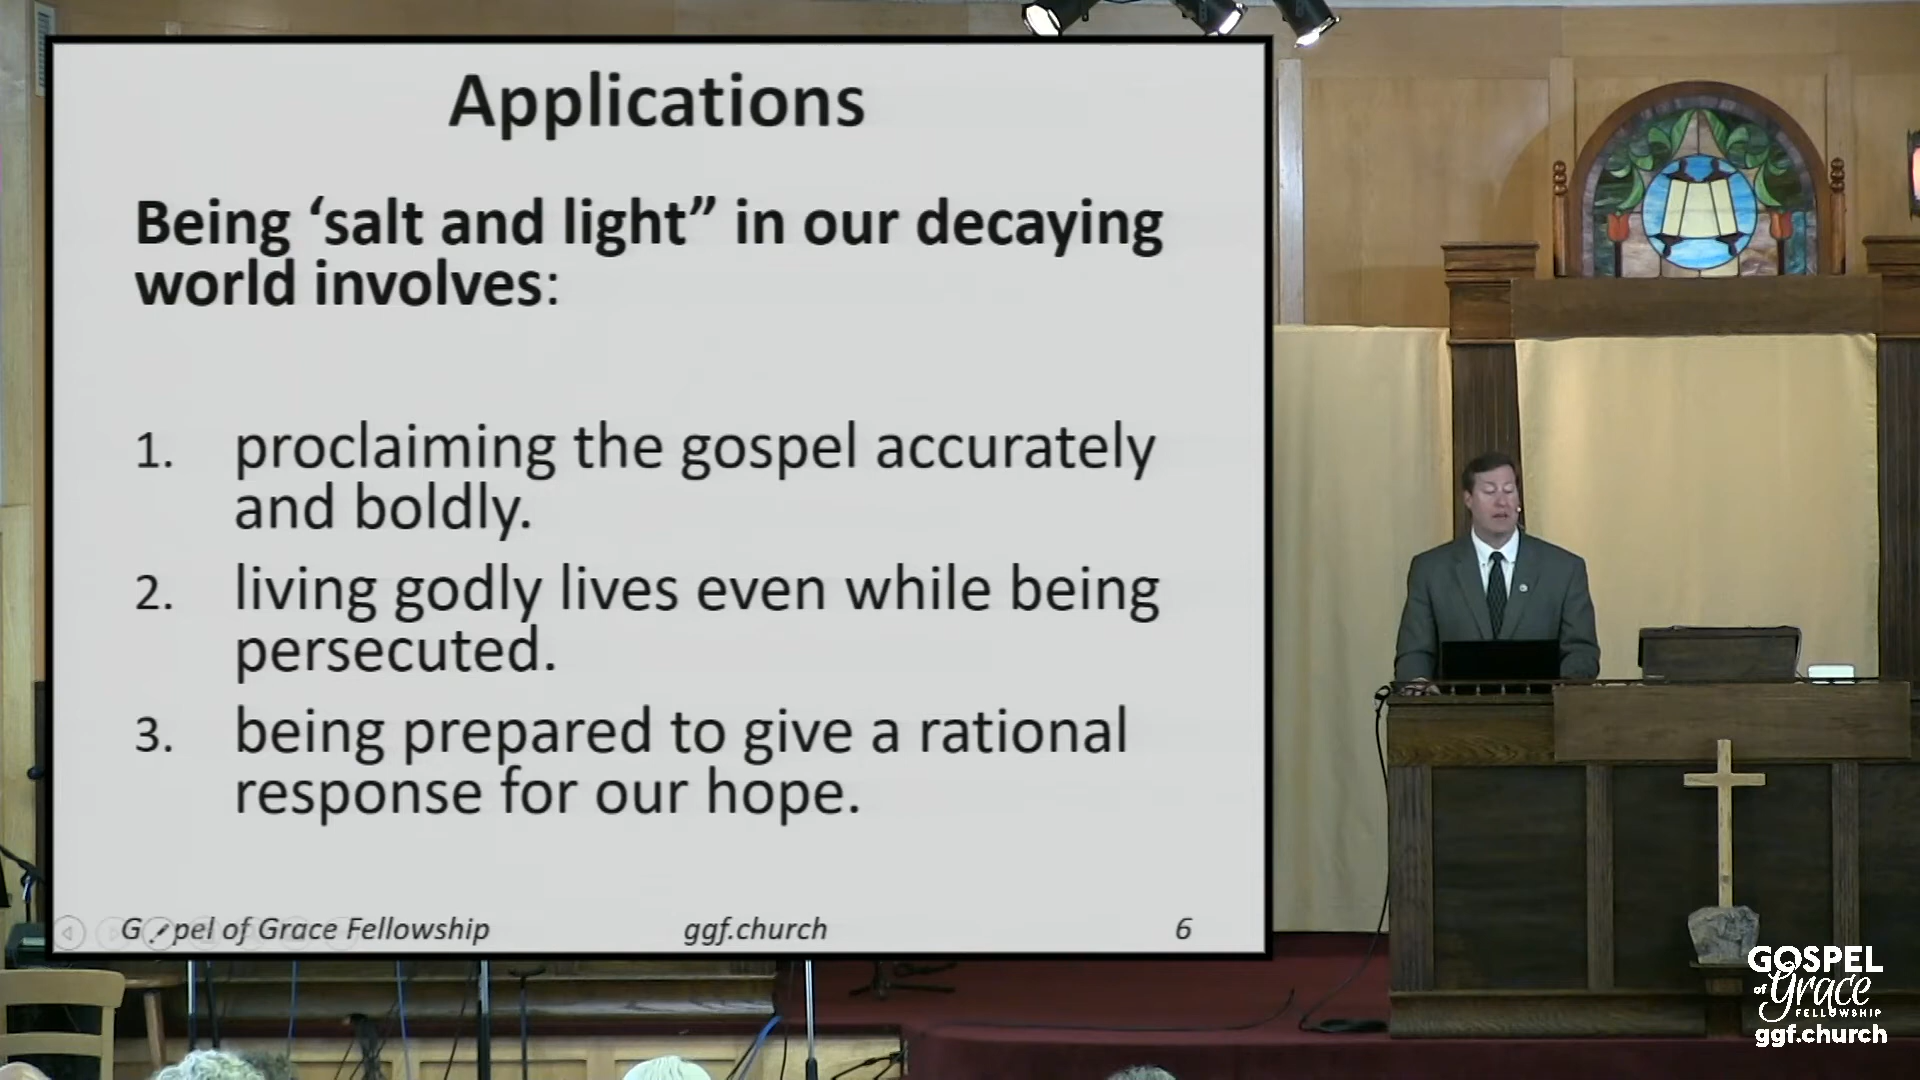 Applications
Being ‘salt and light” in our decaying
world involves:
1. proclaiming the gospel accurately
and boldly.
2. living godly lives even while being
persecuted.
3. being prepared to give a rational
response for our hope.
Gospel of Grace Fellowship ggf.church 6
GOSPEL
of Grace
FELLOWSHIP
ggf.church